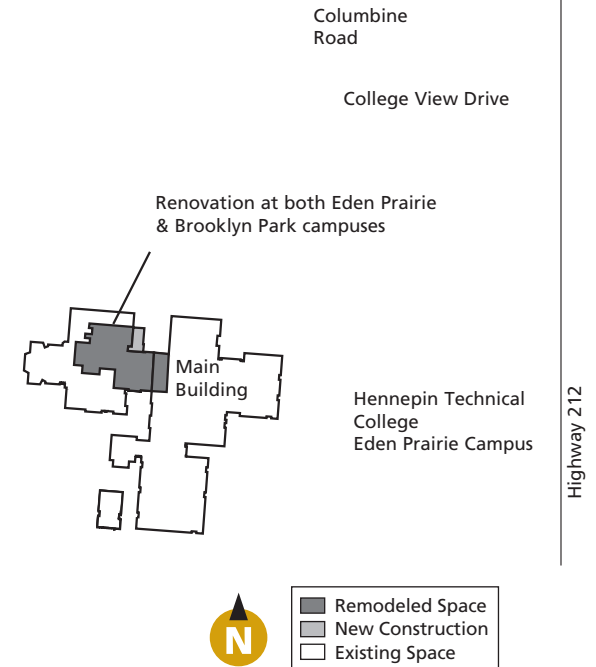 Columbine
Road
College View Drive
Renovation at both Eden Prairie
& Brooklyn Park campuses
Main
Building
Hennepin Technical
College
Eden Prairie Campus
Highway 212
N
Remodeled Space
New Construction
Existing Space